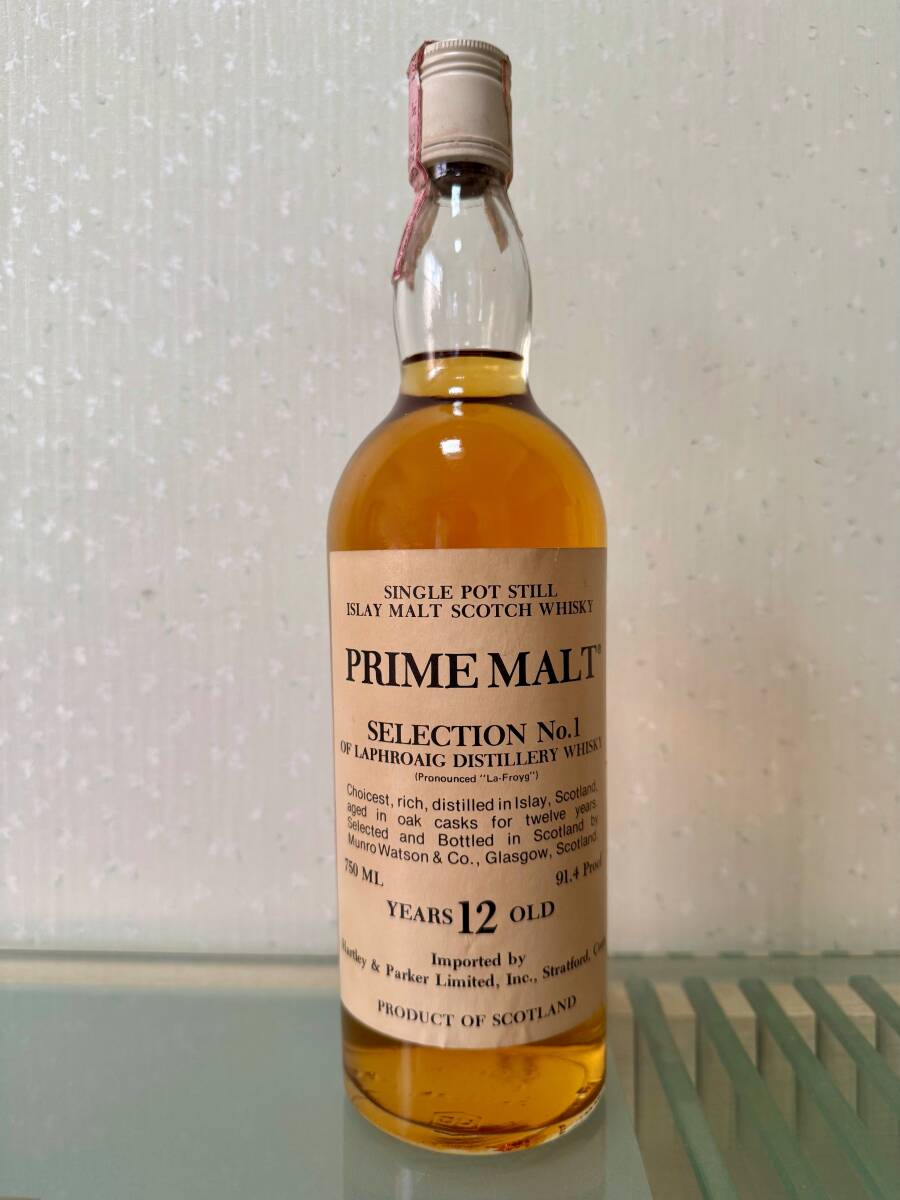 SINGLE POT STILL
ISLAY MALT SCOTCH WHISKY
PRIME MALT®
SELECTION No.1
OF LAPHROAIG DISTILLERY WHISKY
(Pronounced "La-Froyg")
Choicest, rich, distilled in Islay, Scotland,
aged in oak casks for twelve years.
Selected and Bottled in Scotland by
Munro Watson & Co., Glasgow, Scotland.
750 ML 91.4 Proof
YEARS 12 OLD
Imported by
Hartley & Parker Limited, Inc., Stratford, Conn.
PRODUCT OF SCOTLAND